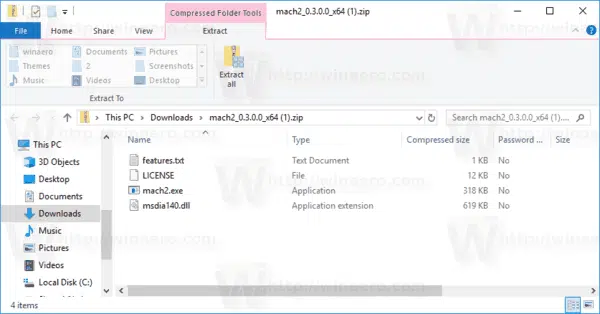 Compressed Folder Tools
mach2_0.3.0.0_x64 (1).zip
File
Home
Share
View
Extract
winaero
Documents
Pictures
Themes
2
Screenshots
Music
Videos
Desktop
Extract To
Extract
all
This PC
Downloads
mach2_0.3.0.0_x64 (1).zip
Search mach2_0.3.0.0_x64 (1)....
Name
Type
Compressed size
Password ...
Size
This PC
3D Objects
Desktop
Documents
Downloads
Music
Pictures
Videos
Local Disk (C:)
features.txt Text Document 1 KB No
LICENSE File 12 KB No
mach2.exe Application 318 KB No
msdia140.dll Application extension 619 KB No
4 items
http://winaero.com